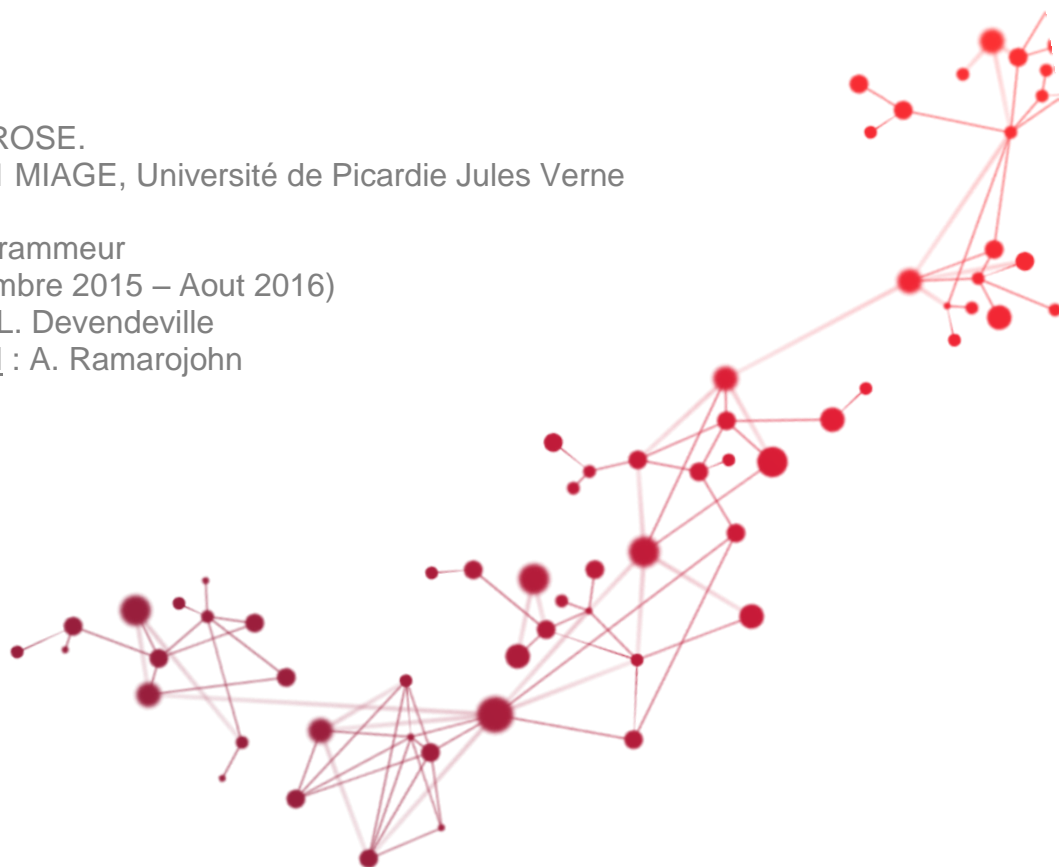 ROSE.
MIAGE, Université de Picardie Jules Verne
rammeur
mbre 2015 – Aout 2016)
L. Devendeville
: A. Ramarojohn